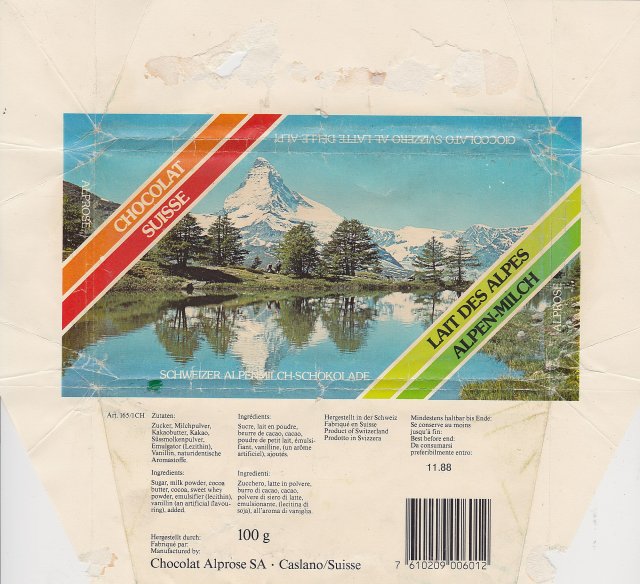 CIOCCOLATO SVIZZERO AL LATTE DELLE ALPI
ALPROSE
CHOCOLAT
SUISSE
LAIT DES ALPES
ALPEN-MILCH
ALPROSE
SCHWEIZER ALPENMILCH-SCHOKOLADE
Art. 165/1CH
Zutaten:
Zucker, Milchpulver,
Kakaobutter, Kakao,
Süssmolkenpulver,
Emulgator (Lezithin),
Vanillin, naturidentische
Aromastoffe.
Ingrédients:
Sucre, lait en poudre,
beurre de cacao, cacao,
poudre de petit lait, émulsi-
fiant, vanilline, (un arôme
artificiel), ajoutés.
Hergestellt in der Schweiz
Fabriqué en Suisse
Product of Switzerland
Prodotto in Svizzera
Mindestens haltbar bis Ende:
Se conserve au moins
jusqu'à fin:
Best before end:
Da consumarsi
preferibilmente entro:
11.88
Ingredients:
Sugar, milk powder, cocoa
butter, cocoa, sweet whey
powder, emulsifier (lecithin),
vanillin (an artificial flavou-
ring), added.
Ingredienti:
Zucchero, latte in polvere,
burro di cacao, cacao,
polvere di siero di latte,
emulsionante, (lecitina di
soja), all'aroma di vaniglia.
Hergestellt durch:
Fabriqué par:
Manufactured by:
100 g
Chocolat Alprose SA · Caslano/Suisse
7 610209 006012